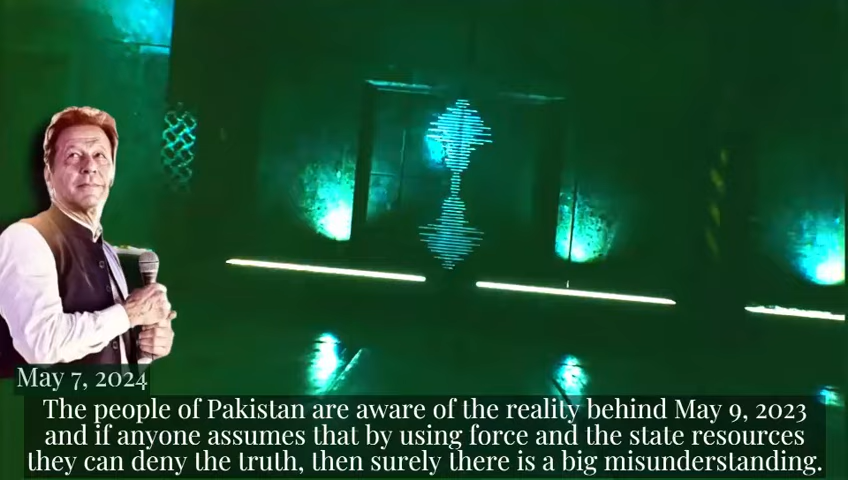 May 7, 2024
The people of Pakistan are aware of the reality behind May 9, 2023
and if anyone assumes that by using force and the state resources
they can deny the truth, then surely there is a big misunderstanding.